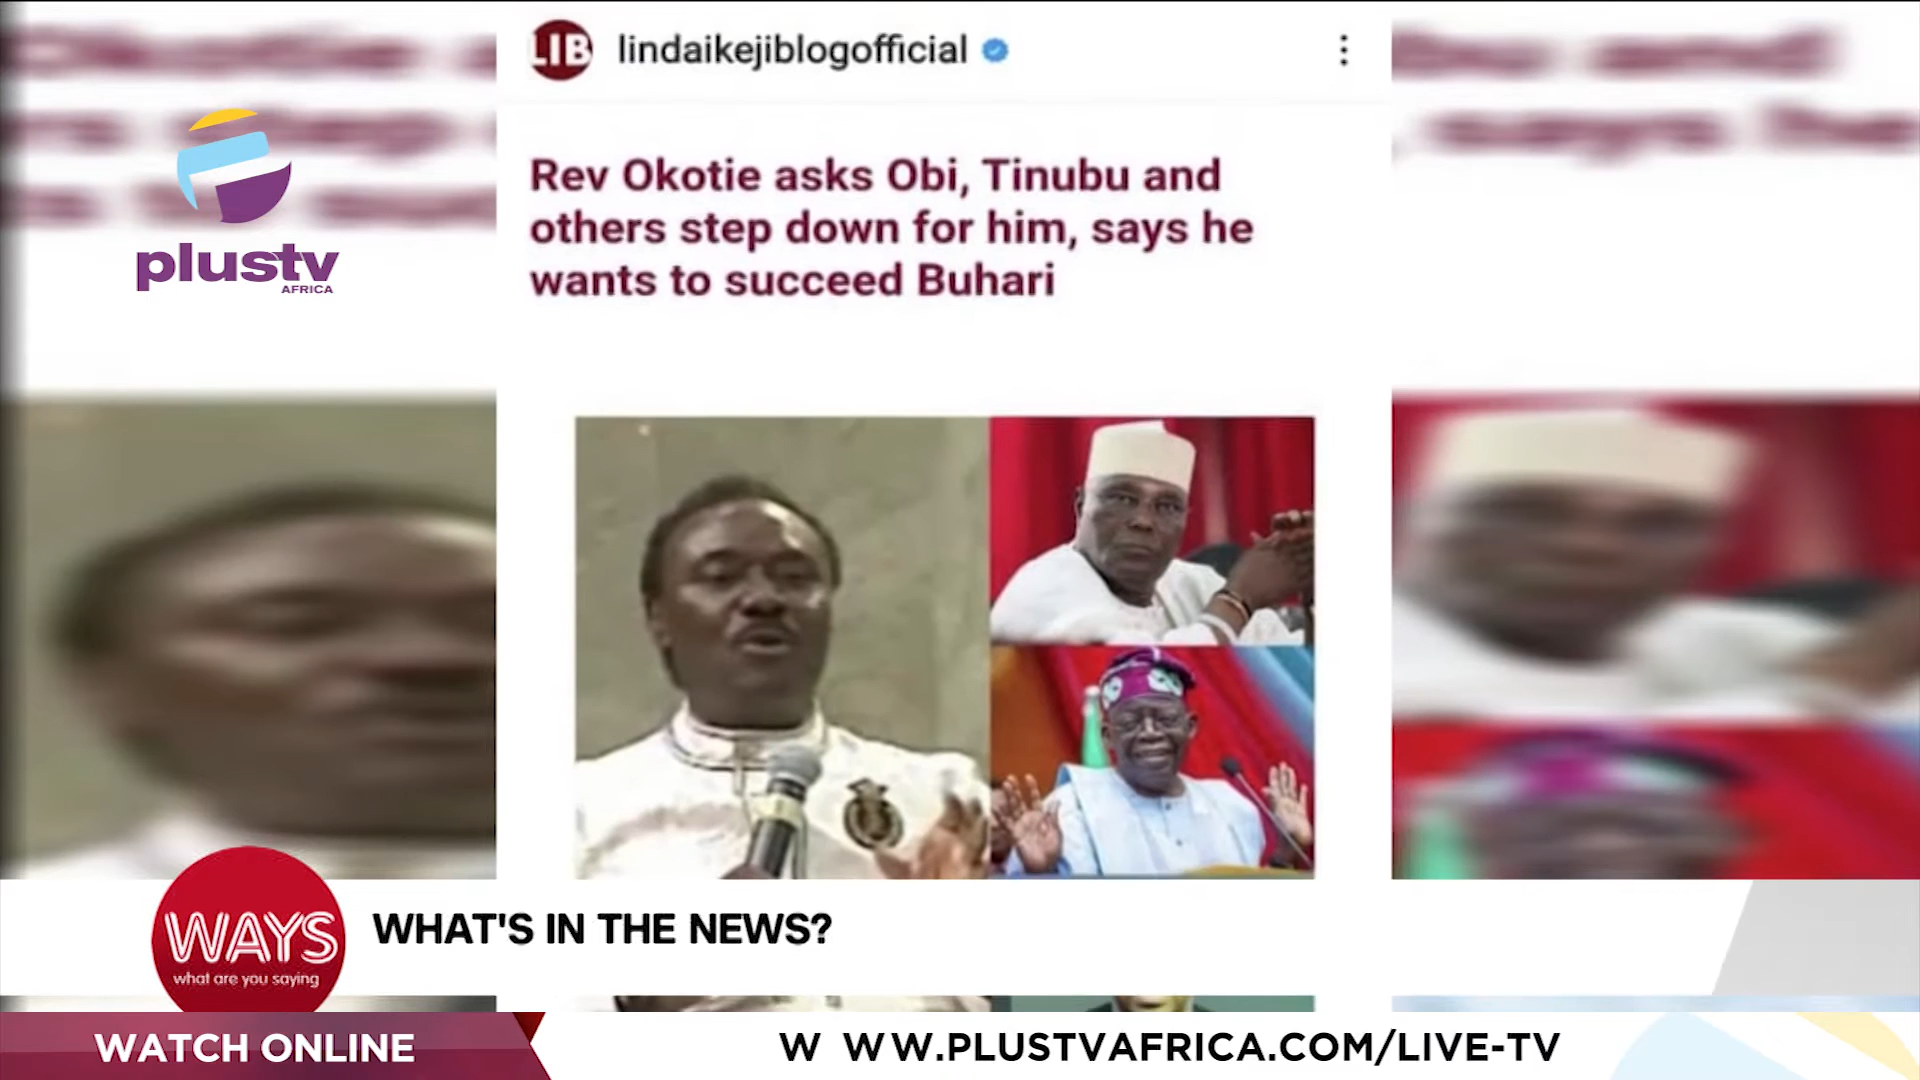 LIB lindaikejiblogofficial
Rev Okotie asks Obi, Tinubu and
others step down for him, says he
wants to succeed Buhari
plustv
AFRICA
WAYS
what are you saying
WHAT'S IN THE NEWS?
WATCH ONLINE
W WW.PLUSTVAFRICA.COM/LIVE-TV